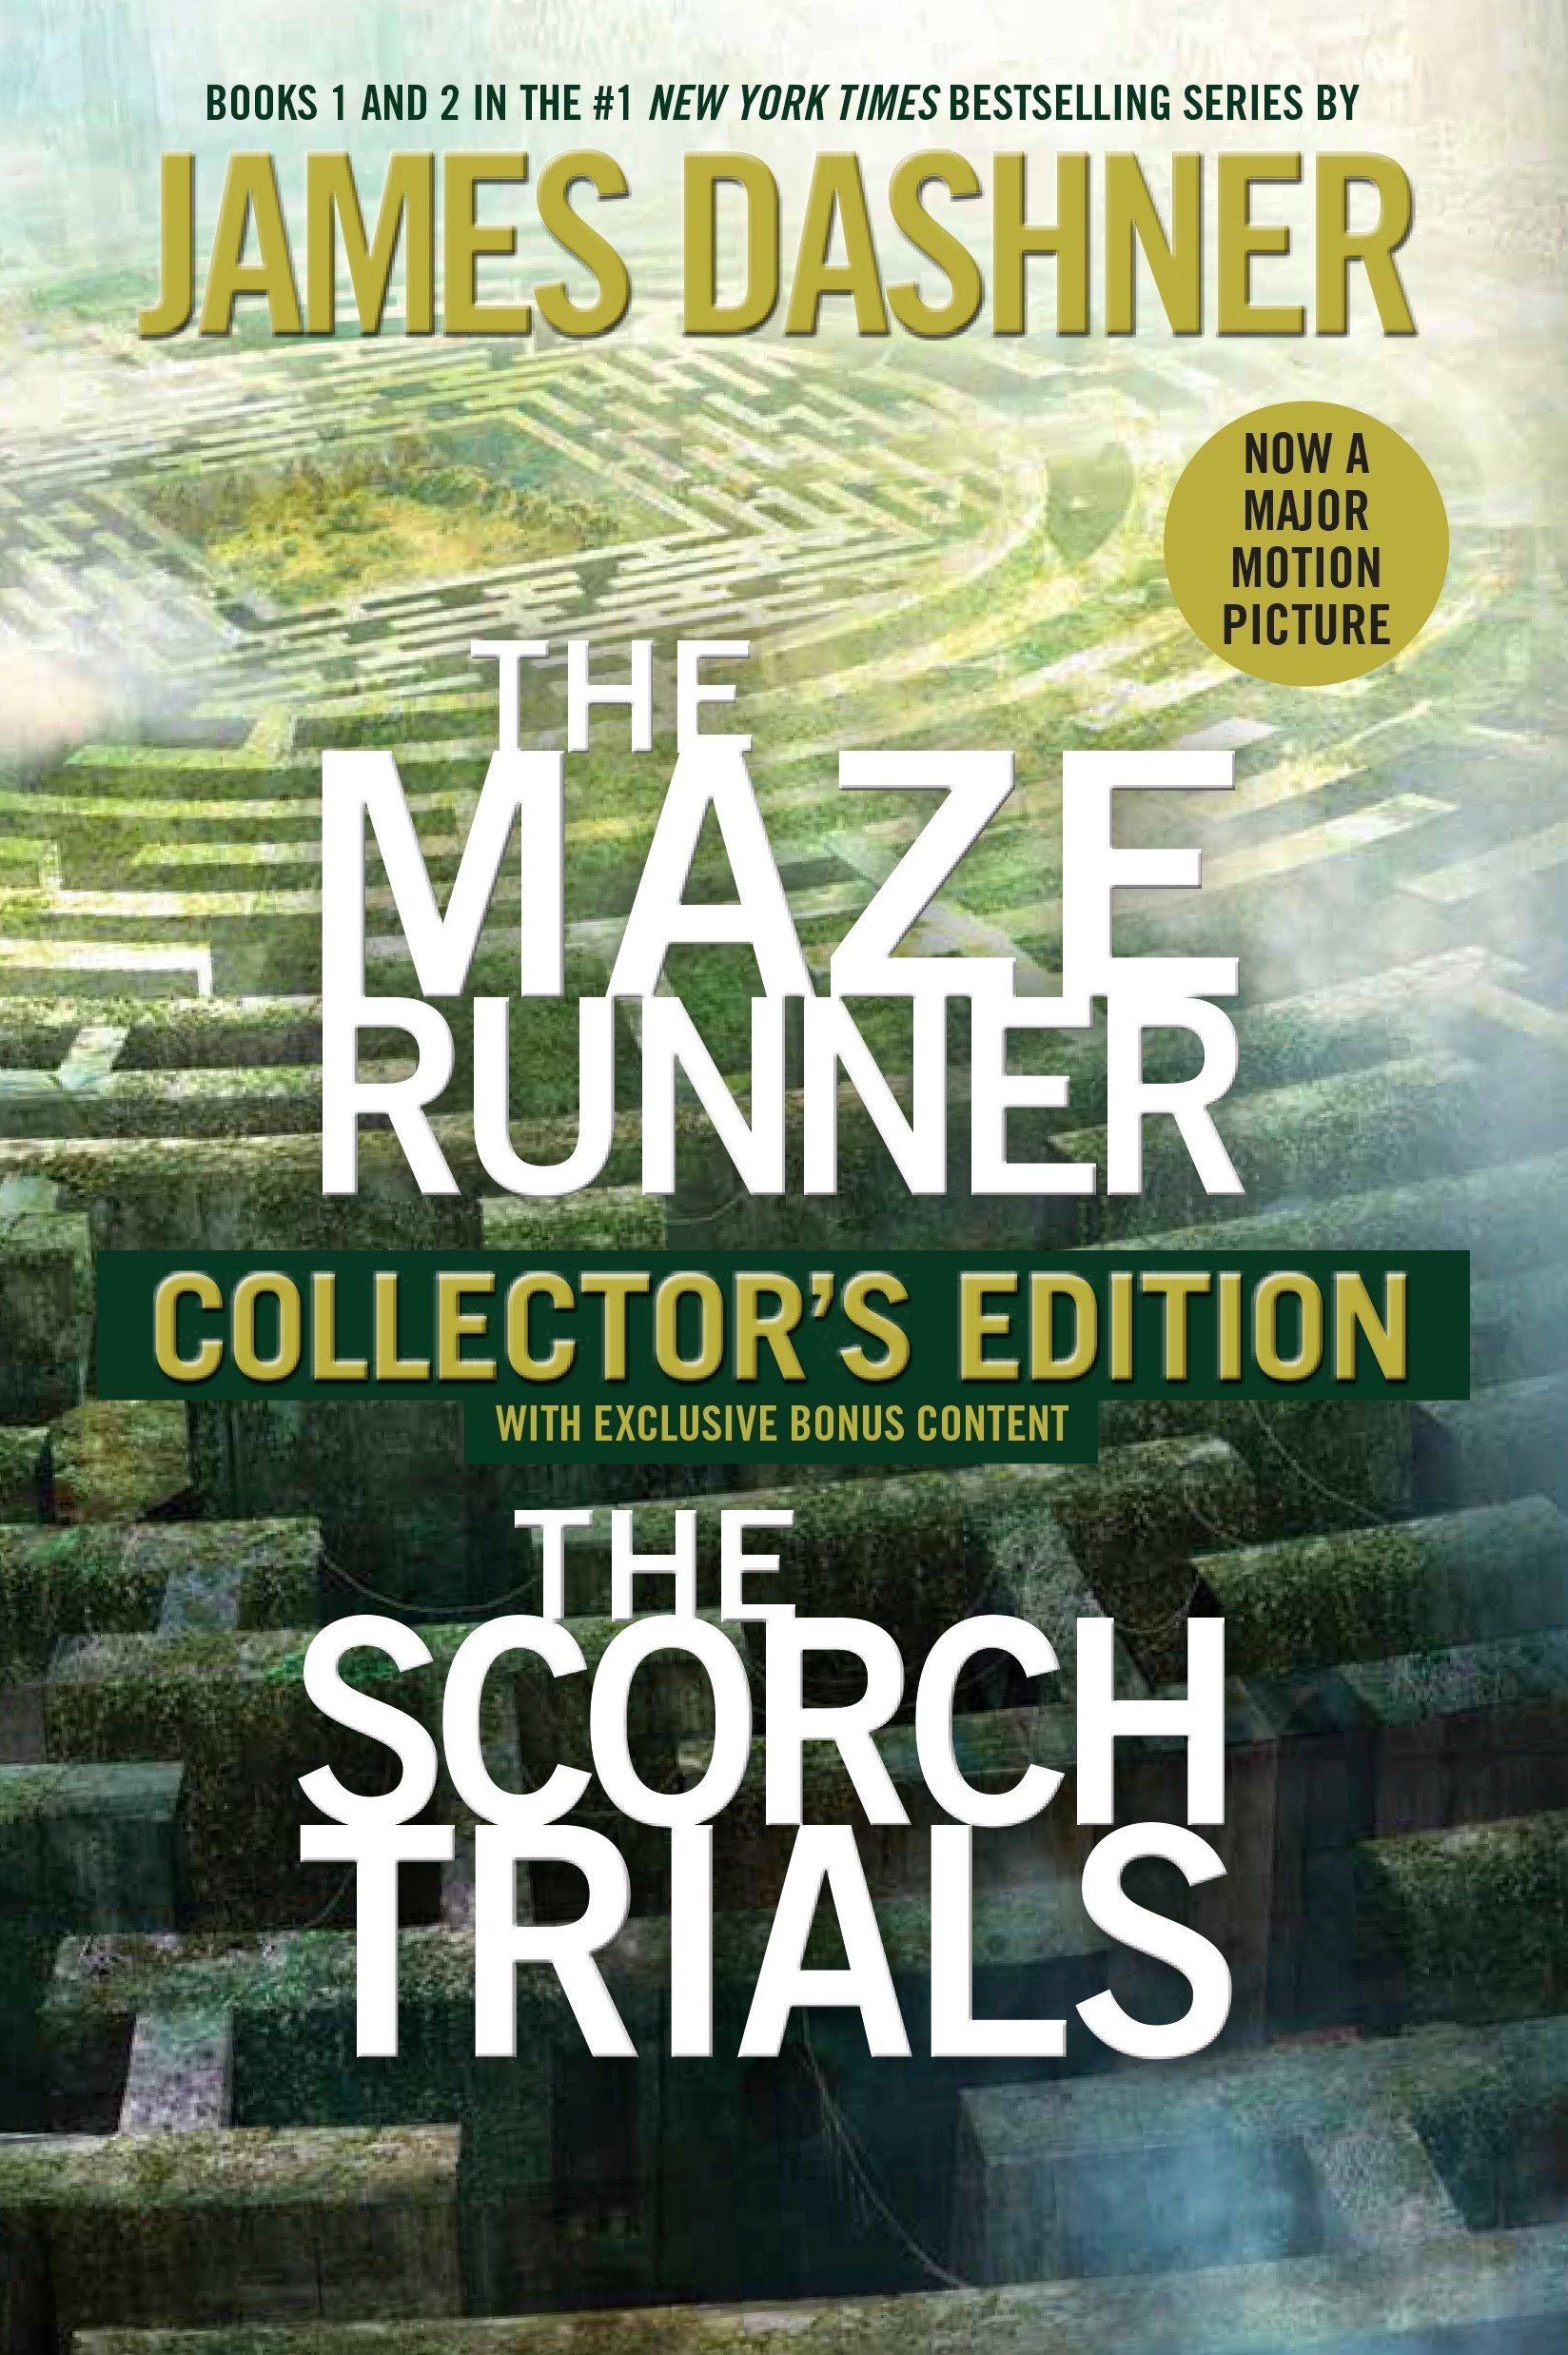 BOOKS 1 AND 2 IN THE #1 NEW YORK TIMES BESTSELLING SERIES BY
JAMES DASHNER
NOW A
MAJOR
MOTION
PICTURE
THE
MAZE
RUNNER
COLLECTOR'S EDITION
WITH EXCLUSIVE BONUS CONTENT
THE
SCORCH
TRIALS